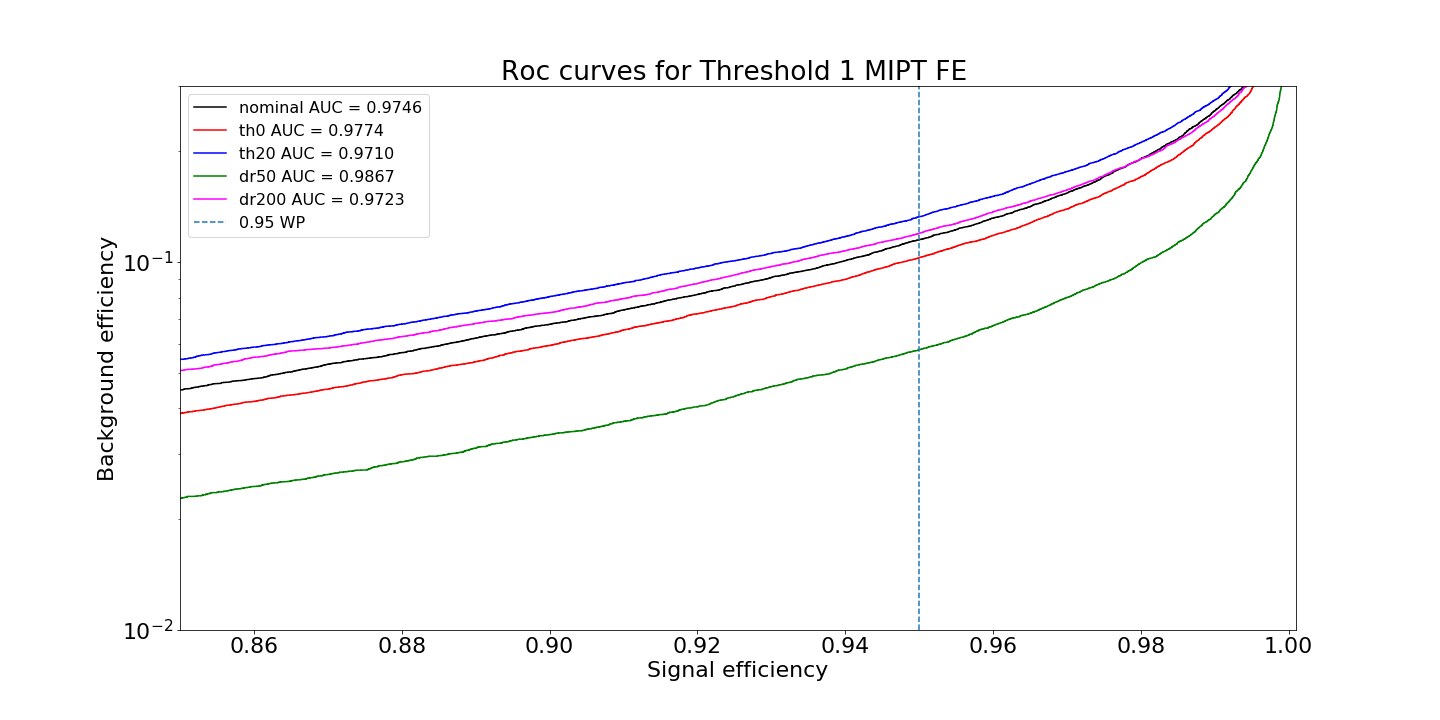 Roc curves for Threshold 1 MIPT FE
nominal AUC = 0.9746
th0 AUC = 0.9774
th20 AUC = 0.9710
dr50 AUC = 0.9867
dr200 AUC = 0.9723
0.95 WP
Background efficiency
10⁻¹
10⁻²
0.86 0.88 0.90 0.92 0.94 0.96 0.98 1.00
Signal efficiency